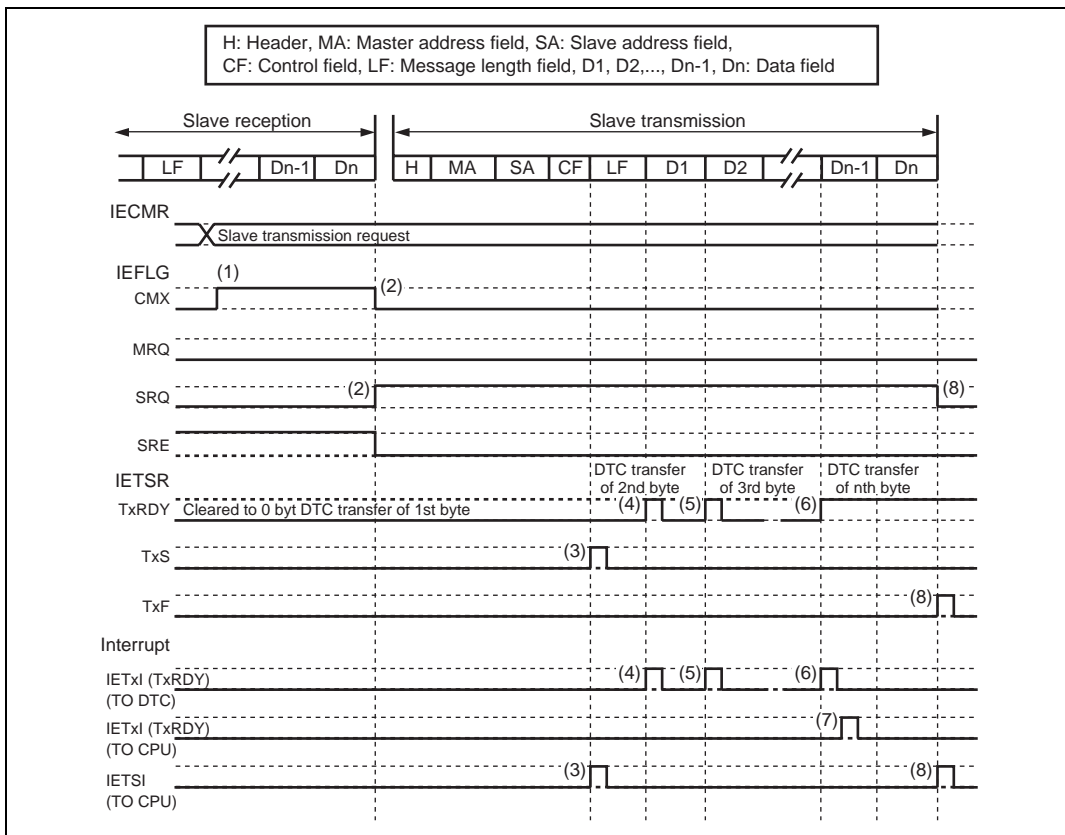 H: Header, MA: Master address field, SA: Slave address field,
CF: Control field, LF: Message length field, D1, D2,..., Dn-1, Dn: Data field
Slave reception
Slave transmission
LF Dn-1 Dn H MA SA CF LF D1 D2 Dn-1 Dn
IECMR
Slave transmission request
IEFLG
(1)
CMX
(2)
MRQ
SRQ
(2)
(8)
SRE
IETSR
DTC transfer
of 2nd byte
DTC transfer
of 3rd byte
DTC transfer
of nth byte
TxRDY
Cleared to 0 byt DTC transfer of 1st byte
(4)
(5)
(6)
TxS
(3)
TxF
(8)
Interrupt
IETxI (TxRDY)
(TO DTC)
(4)
(5)
(6)
IETxI (TxRDY)
(TO CPU)
(7)
IETSI
(TO CPU)
(3)
(8)